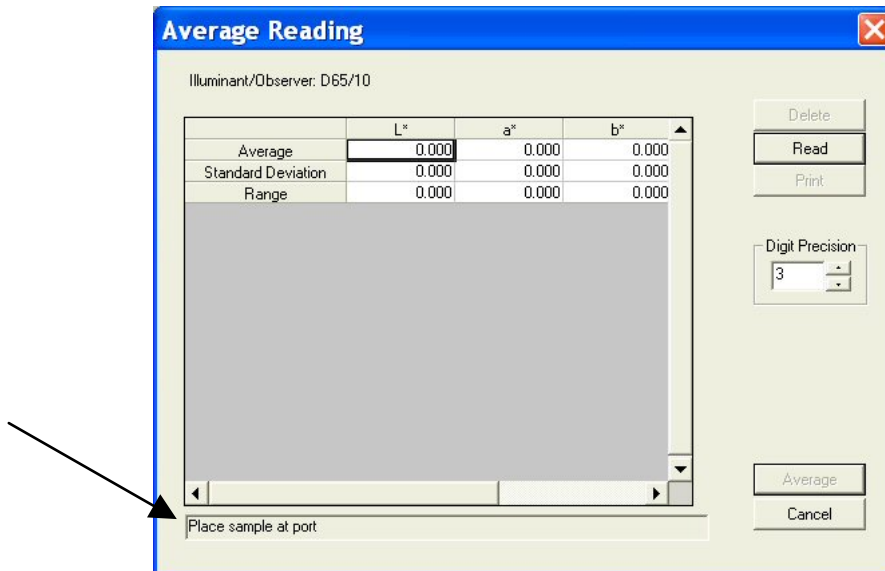 Average Reading
Illuminant/Observer: D65/10
L* a* b*
Average 0.000 0.000 0.000
Standard Deviation 0.000 0.000 0.000
Range 0.000 0.000 0.000
Delete
Read
Print
Digit Precision
3
Average
Cancel
Place sample at port